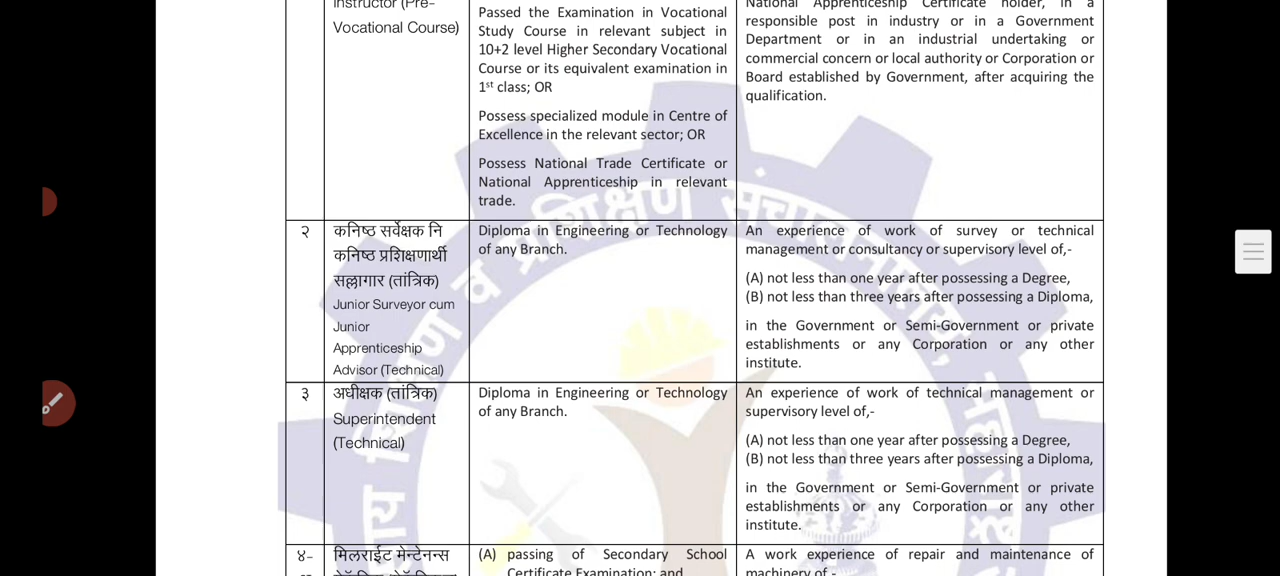 Instructor (Pre-
Vocational Course)
Passed the Examination in Vocational
Study Course in relevant subject in
10+2 level Higher Secondary Vocational
Course or its equivalent examination in
1st class; OR
Possess specialized module in Centre of
Excellence in the relevant sector; OR
Possess National Trade Certificate or
National Apprenticeship in relevant
trade.
National Apprenticeship Certificate holder, in a
responsible post in industry or in a Government
Department or in an industrial undertaking or
commercial concern or local authority or Corporation or
Board established by Government, after acquiring the
qualification.
२
कनिष्ठ सर्वेक्षक नि
कनिष्ठ प्रशिक्षणार्थी
सल्लागार (तांत्रिक)
Junior Surveyor cum
Junior
Apprenticeship
Advisor (Technical)
Diploma in Engineering or Technology
of any Branch.
An experience of work of survey or technical
management or consultancy or supervisory level of,-
(A) not less than one year after possessing a Degree,
(B) not less than three years after possessing a Diploma,
in the Government or Semi-Government or private
establishments or any Corporation or any other
institute.
३
अधीक्षक (तांत्रिक)
Superintendent
(Technical)
Diploma in Engineering or Technology
of any Branch.
An experience of work of technical management or
supervisory level of,-
(A) not less than one year after possessing a Degree,
(B) not less than three years after possessing a Diploma,
in the Government or Semi-Government or private
establishments or any Corporation or any other
institute.
४-
मिलराईट मेन्टेनन्स
(A) passing of Secondary School
Certificate Examination; and
A work experience of repair and maintenance of
machinery of,-
व प्रशिक्षण संचालनालय,